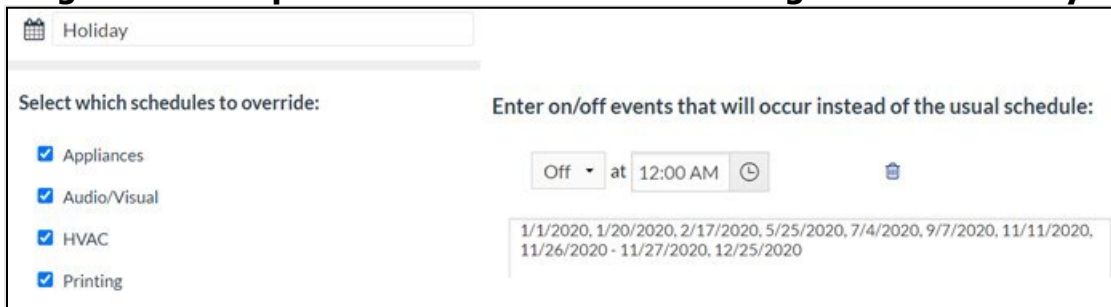 Holiday
Select which schedules to override:
Appliances
Audio/Visual
HVAC
Printing
Enter on/off events that will occur instead of the usual schedule:
Off at 12:00 AM
1/1/2020, 1/20/2020, 2/17/2020, 5/25/2020, 7/4/2020, 9/7/2020, 11/11/2020,
11/26/2020 - 11/27/2020, 12/25/2020